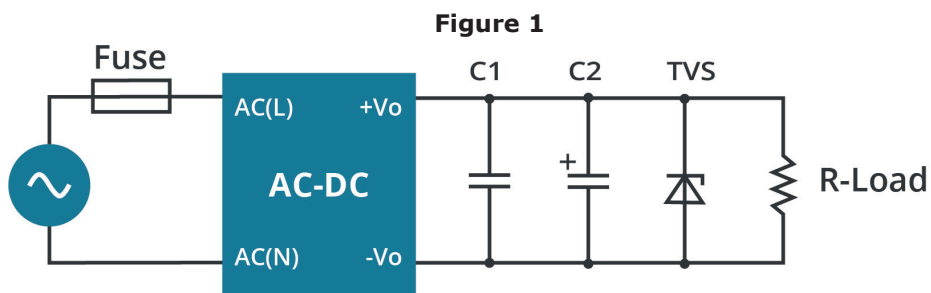 Figure 1
Fuse
C1
C2
TVS
AC(L)
+Vo
+
AC-DC
R-Load
AC(N)
-Vo